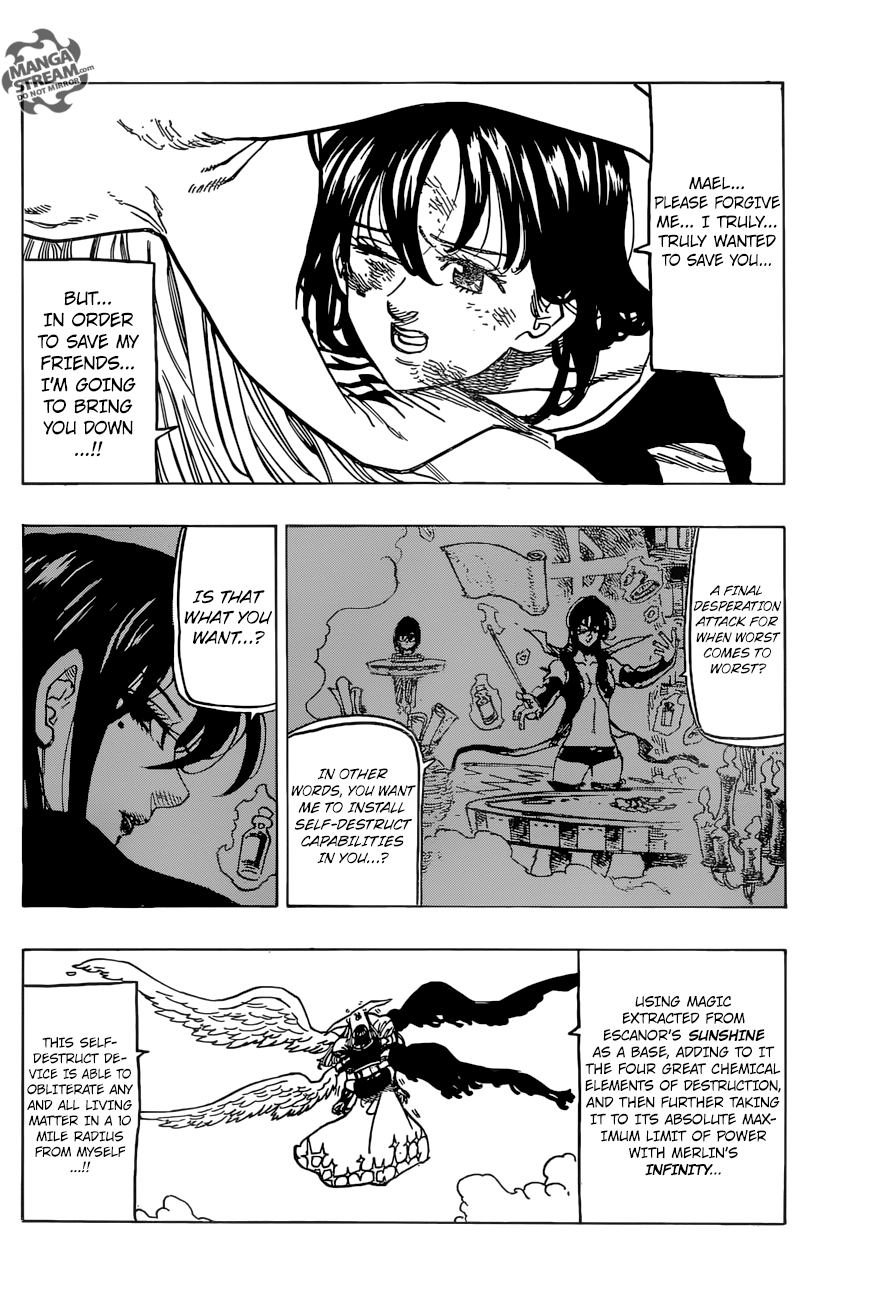 MANGA
STREAM.com
DO NOT MIRROR
MAEL...
PLEASE FORGIVE
ME... I TRULY...
TRULY WANTED
TO SAVE YOU...
BUT...
IN ORDER
TO SAVE MY
FRIENDS...
I'M GOING
TO BRING
YOU DOWN
...!!
A FINAL
DESPERATION
ATTACK FOR
WHEN WORST
COMES TO
WORST?
IN OTHER
WORDS, YOU WANT
ME TO INSTALL
SELF-DESTRUCT
CAPABILITIES
IN YOU...?
IS THAT
WHAT YOU
WANT...?
USING MAGIC
EXTRACTED FROM
ESCANOR'S SUNSHINE
AS A BASE, ADDING TO IT
THE FOUR GREAT CHEMICAL
ELEMENTS OF DESTRUCTION,
AND THEN FURTHER TAKING
IT TO ITS ABSOLUTE MAX-
IMUM LIMIT OF POWER
WITH MERLIN'S
INFINITY...
THIS SELF-
DESTRUCT DE-
VICE IS ABLE TO
OBLITERATE ANY
AND ALL LIVING
MATTER IN A 10
MILE RADIUS
FROM MYSELF
...!!